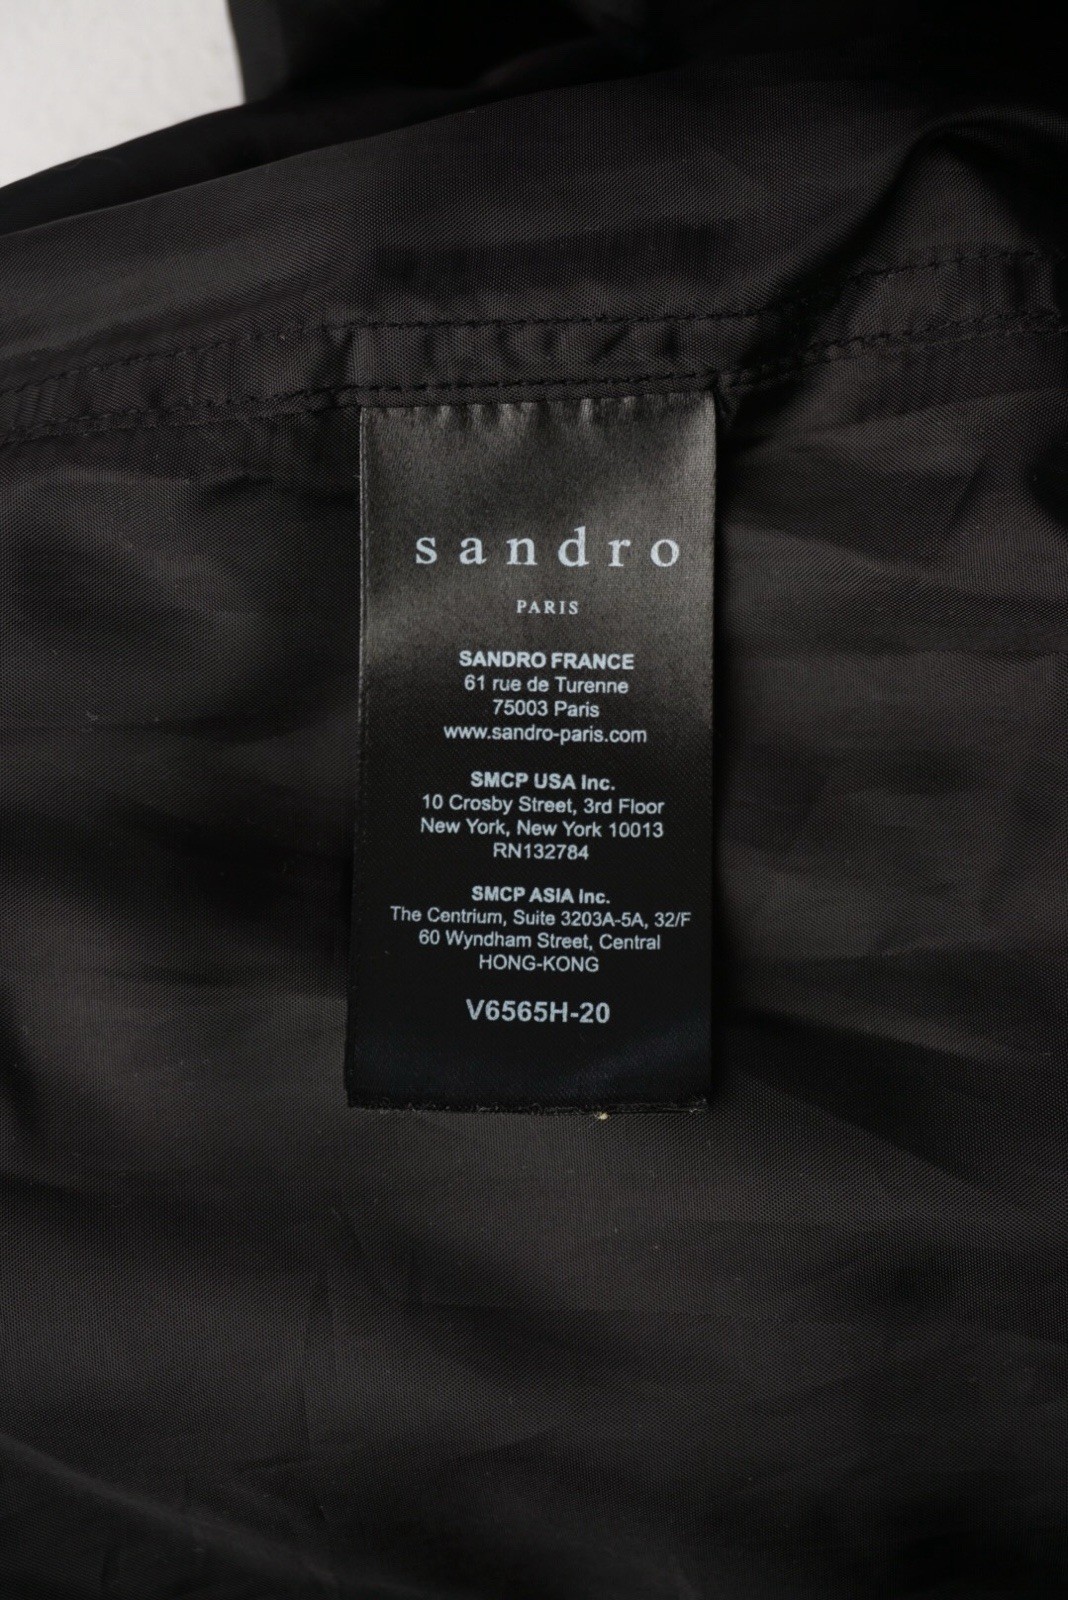 sandro
PARIS
SANDRO FRANCE
61 rue de Turenne
75003 Paris
www.sandro-paris.com
SMCP USA Inc.
10 Crosby Street, 3rd Floor
New York, New York 10013
RN132784
SMCP ASIA Inc.
The Centrium, Suite 3203A-5A, 32/F
60 Wyndham Street, Central
HONG-KONG
V6565H-20